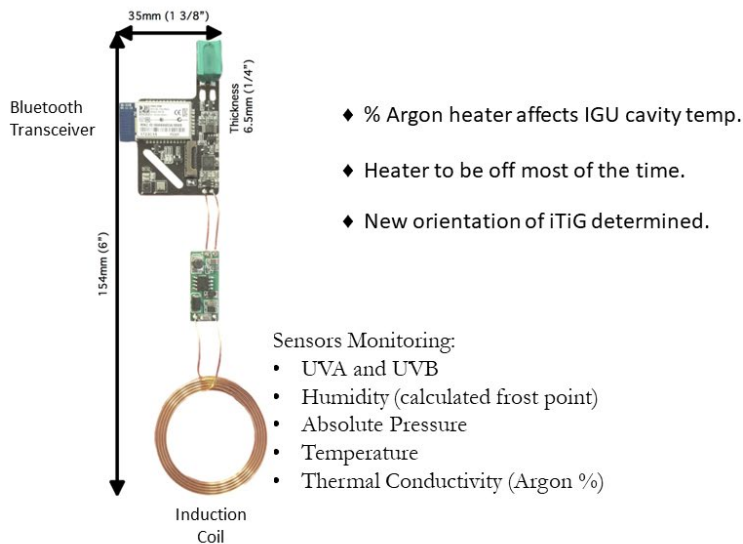 35mm (1 3/8")
Bluetooth
Transceiver
Thickness
6.5mm (1/4")
154mm (6")
♦ % Argon heater affects IGU cavity temp.
♦ Heater to be off most of the time.
♦ New orientation of iTiG determined.
Sensors Monitoring:
• UVA and UVB
• Humidity (calculated frost point)
• Absolute Pressure
• Temperature
• Thermal Conductivity (Argon %)
Induction
Coil